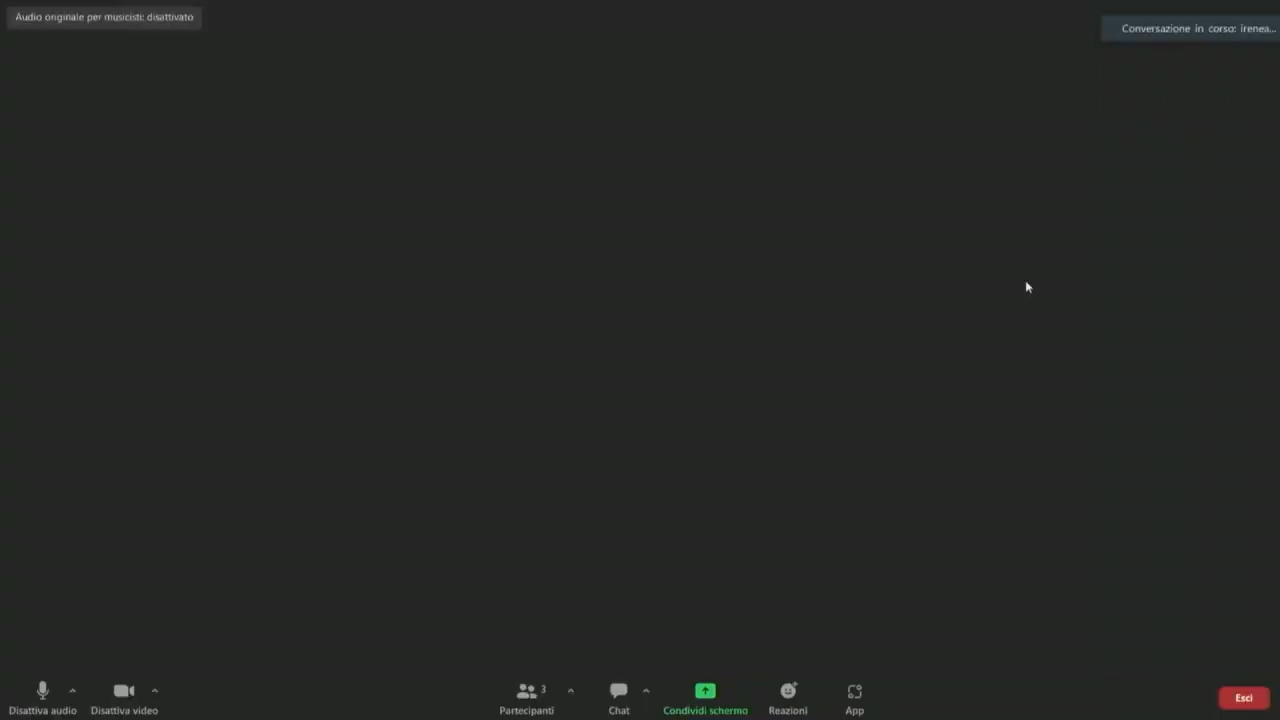 Audio originale per musicisti: disattivato
Conversazione in corso: irenea...
Disattiva audio
Disattiva video
3
Partecipanti
Chat
Condividi schermo
Reazioni
App
Esci